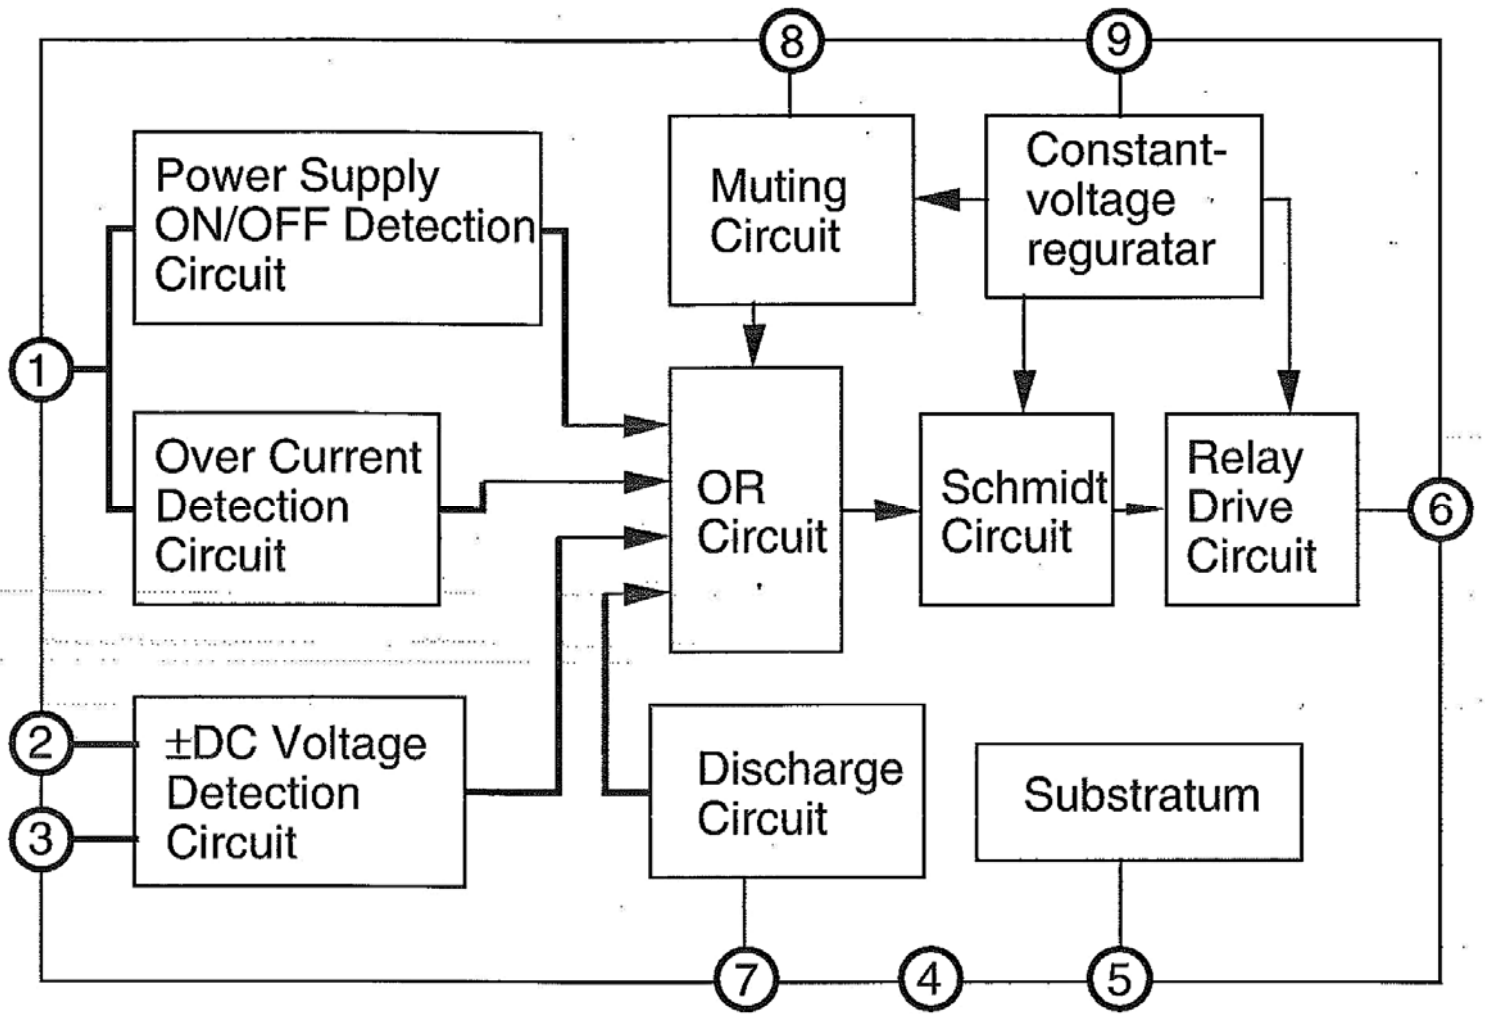 8
9
Power Supply
ON/OFF Detection
Circuit
Muting
Circuit
Constant-
voltage
reguratar
1
Over Current
Detection
Circuit
OR
Circuit
Schmidt
Circuit
Relay
Drive
Circuit
6
2
3
±DC Voltage
Detection
Circuit
Discharge
Circuit
Substratum
7
4
5